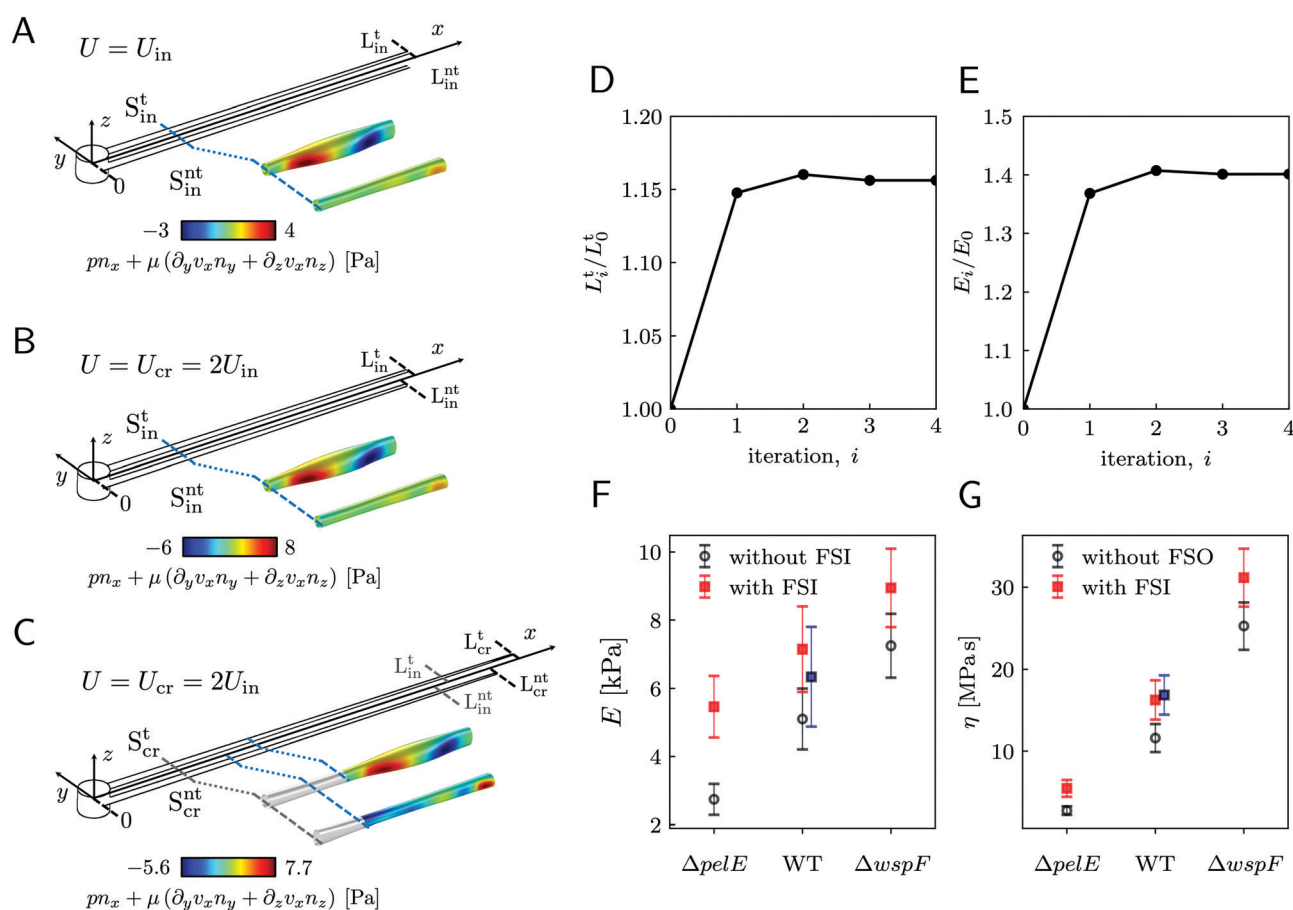 A
U = U_in
L_in^t
x
L_in^nt
S_in^t
z
y
0
S_in^nt
−3 4
pn_x + μ (∂_y v_x n_y + ∂_z v_x n_z) [Pa]
B
U = U_cr = 2U_in
L_in^t
x
L_in^nt
S_in^t
z
y
0
S_in^nt
−6 8
pn_x + μ (∂_y v_x n_y + ∂_z v_x n_z) [Pa]
C
U = U_cr = 2U_in
L_cr^t
x
L_in^t
L_cr^nt
L_in^nt
S_cr^t
z
y
0
S_cr^nt
−5.6 7.7
pn_x + μ (∂_y v_x n_y + ∂_z v_x n_z) [Pa]
D
1.20
1.15
1.10
1.05
1.00
L_i^t/L_0^t
0 1 2 3 4
iteration, i
E
1.5
1.4
1.3
1.2
1.1
1.0
E_i/E_0
0 1 2 3 4
iteration, i
F
10
8
6
4
2
E [kPa]
without FSI
with FSI
ΔpelE WT ΔwspF
G
30
20
10
η [MPa s]
without FSO
with FSI
ΔpelE WT ΔwspF